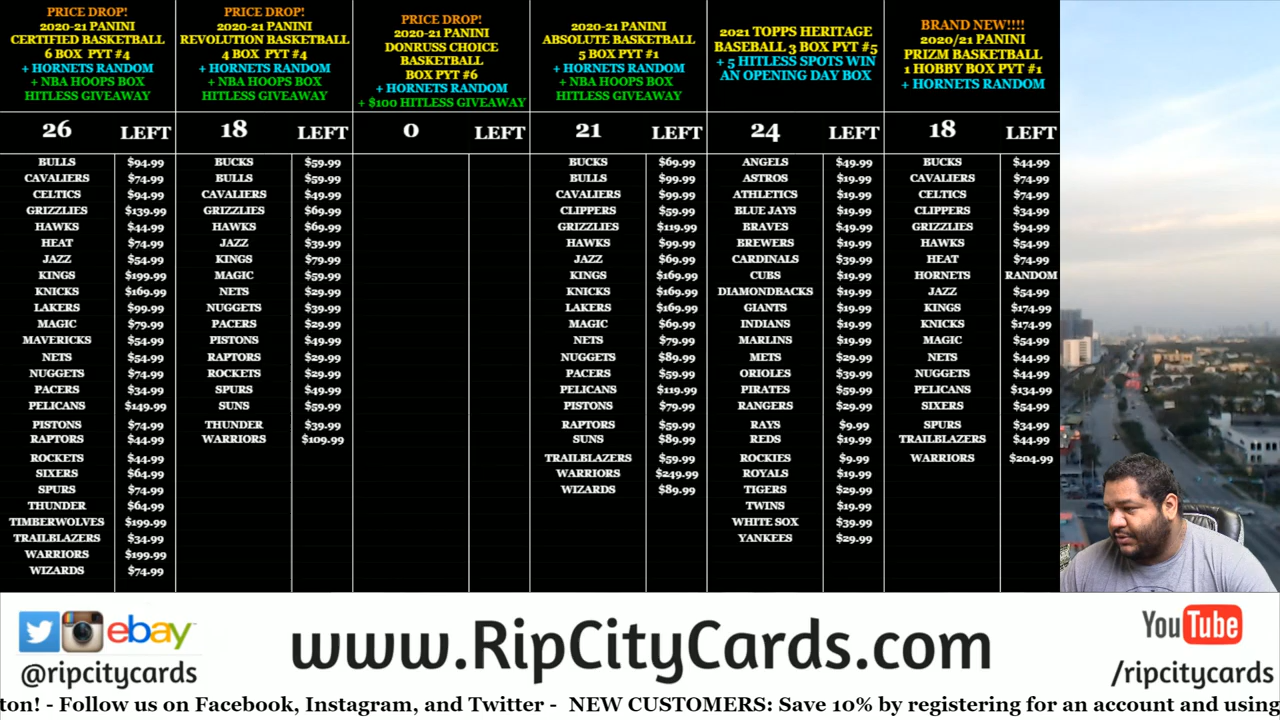 PRICE DROP!
2020-21 PANINI
CERTIFIED BASKETBALL
6 BOX PYT #4
+ HORNETS RANDOM
+ NBA HOOPS BOX
HITLESS GIVEAWAY
26 LEFT
BULLS $94.99
CAVALIERS $74.99
CELTICS $94.99
GRIZZLIES $139.99
HAWKS $44.99
HEAT $74.99
JAZZ $54.99
KINGS $199.99
KNICKS $169.99
LAKERS $99.99
MAGIC $79.99
MAVERICKS $54.99
NETS $54.99
NUGGETS $74.99
PACERS $34.99
PELICANS $149.99
PISTONS $74.99
RAPTORS $44.99
ROCKETS $44.99
SIXERS $64.99
SPURS $74.99
THUNDER $64.99
TIMBERWOLVES $199.99
TRAILBLAZERS $34.99
WARRIORS $199.99
WIZARDS $74.99
PRICE DROP!
2020-21 PANINI
REVOLUTION BASKETBALL
4 BOX PYT #4
+ HORNETS RANDOM
+ NBA HOOPS BOX
HITLESS GIVEAWAY
18 LEFT
BUCKS $59.99
BULLS $59.99
CAVALIERS $49.99
GRIZZLIES $69.99
HAWKS $69.99
JAZZ $39.99
KINGS $79.99
MAGIC $59.99
NETS $29.99
NUGGETS $39.99
PACERS $29.99
PISTONS $49.99
RAPTORS $29.99
ROCKETS $29.99
SPURS $49.99
SUNS $59.99
THUNDER $39.99
WARRIORS $109.99
PRICE DROP!
2020-21 PANINI
DONRUSS CHOICE
BASKETBALL
BOX PYT #6
+ HORNETS RANDOM
+ $100 HITLESS GIVEAWAY
0 LEFT
2020-21 PANINI
ABSOLUTE BASKETBALL
5 BOX PYT #1
+ HORNETS RANDOM
+ NBA HOOPS BOX
HITLESS GIVEAWAY
21 LEFT
BUCKS $69.99
BULLS $99.99
CAVALIERS $99.99
CLIPPERS $59.99
GRIZZLIES $119.99
HAWKS $99.99
JAZZ $69.99
KINGS $169.99
KNICKS $169.99
LAKERS $169.99
MAGIC $69.99
NETS $79.99
NUGGETS $89.99
PACERS $59.99
PELICANS $119.99
PISTONS $79.99
RAPTORS $59.99
SUNS $89.99
TRAILBLAZERS $59.99
WARRIORS $249.99
WIZARDS $89.99
2021 TOPPS HERITAGE
BASEBALL 3 BOX PYT #5
+ 5 HITLESS SPOTS WIN
AN OPENING DAY BOX
24 LEFT
ANGELS $49.99
ASTROS $19.99
ATHLETICS $19.99
BLUE JAYS $19.99
BRAVES $49.99
BREWERS $19.99
CARDINALS $39.99
CUBS $19.99
DIAMONDBACKS $19.99
GIANTS $19.99
INDIANS $19.99
MARLINS $19.99
METS $29.99
ORIOLES $39.99
PIRATES $59.99
RANGERS $29.99
RAYS $9.99
REDS $19.99
ROCKIES $9.99
ROYALS $19.99
TIGERS $29.99
TWINS $19.99
WHITE SOX $39.99
YANKEES $29.99
BRAND NEW!!!!
2020/21 PANINI
PRIZM BASKETBALL
1 HOBBY BOX PYT #1
+ HORNETS RANDOM
18 LEFT
BUCKS $44.99
CAVALIERS $74.99
CELTICS $74.99
CLIPPERS $34.99
GRIZZLIES $94.99
HAWKS $54.99
HEAT $74.99
HORNETS RANDOM
JAZZ $54.99
KINGS $174.99
KNICKS $174.99
MAGIC $54.99
NETS $44.99
NUGGETS $44.99
PELICANS $134.99
SIXERS $54.99
SPURS $34.99
TRAILBLAZERS $44.99
WARRIORS $204.99
ebay
@ripcitycards
www.RipCityCards.com
YouTube
/ripcitycards
ton! - Follow us on Facebook, Instagram, and Twitter - NEW CUSTOMERS: Save 10% by registering for an account and using